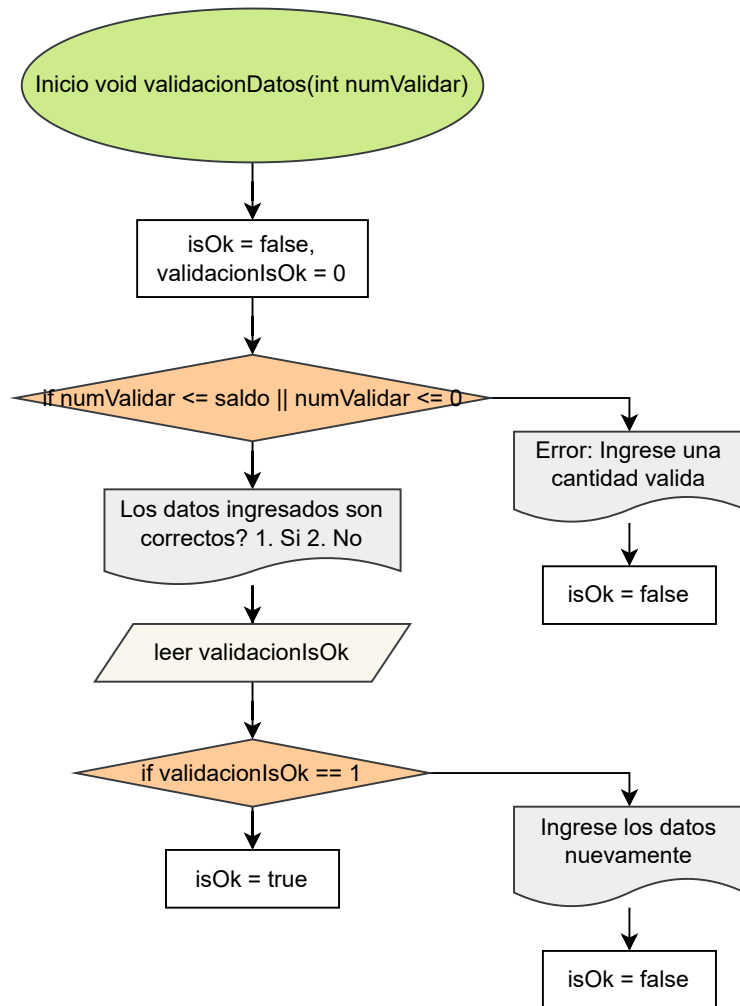 Inicio void validacionDatos(int numValidar)
isOk = false,
validacionIsOk = 0
if numValidar <= saldo || numValidar <= 0
Error: Ingrese una
cantidad valida
Los datos ingresados son
correctos? 1. Si 2. No
isOk = false
leer validacionIsOk
if validacionIsOk == 1
Ingrese los datos
nuevamente
isOk = true
isOk = false